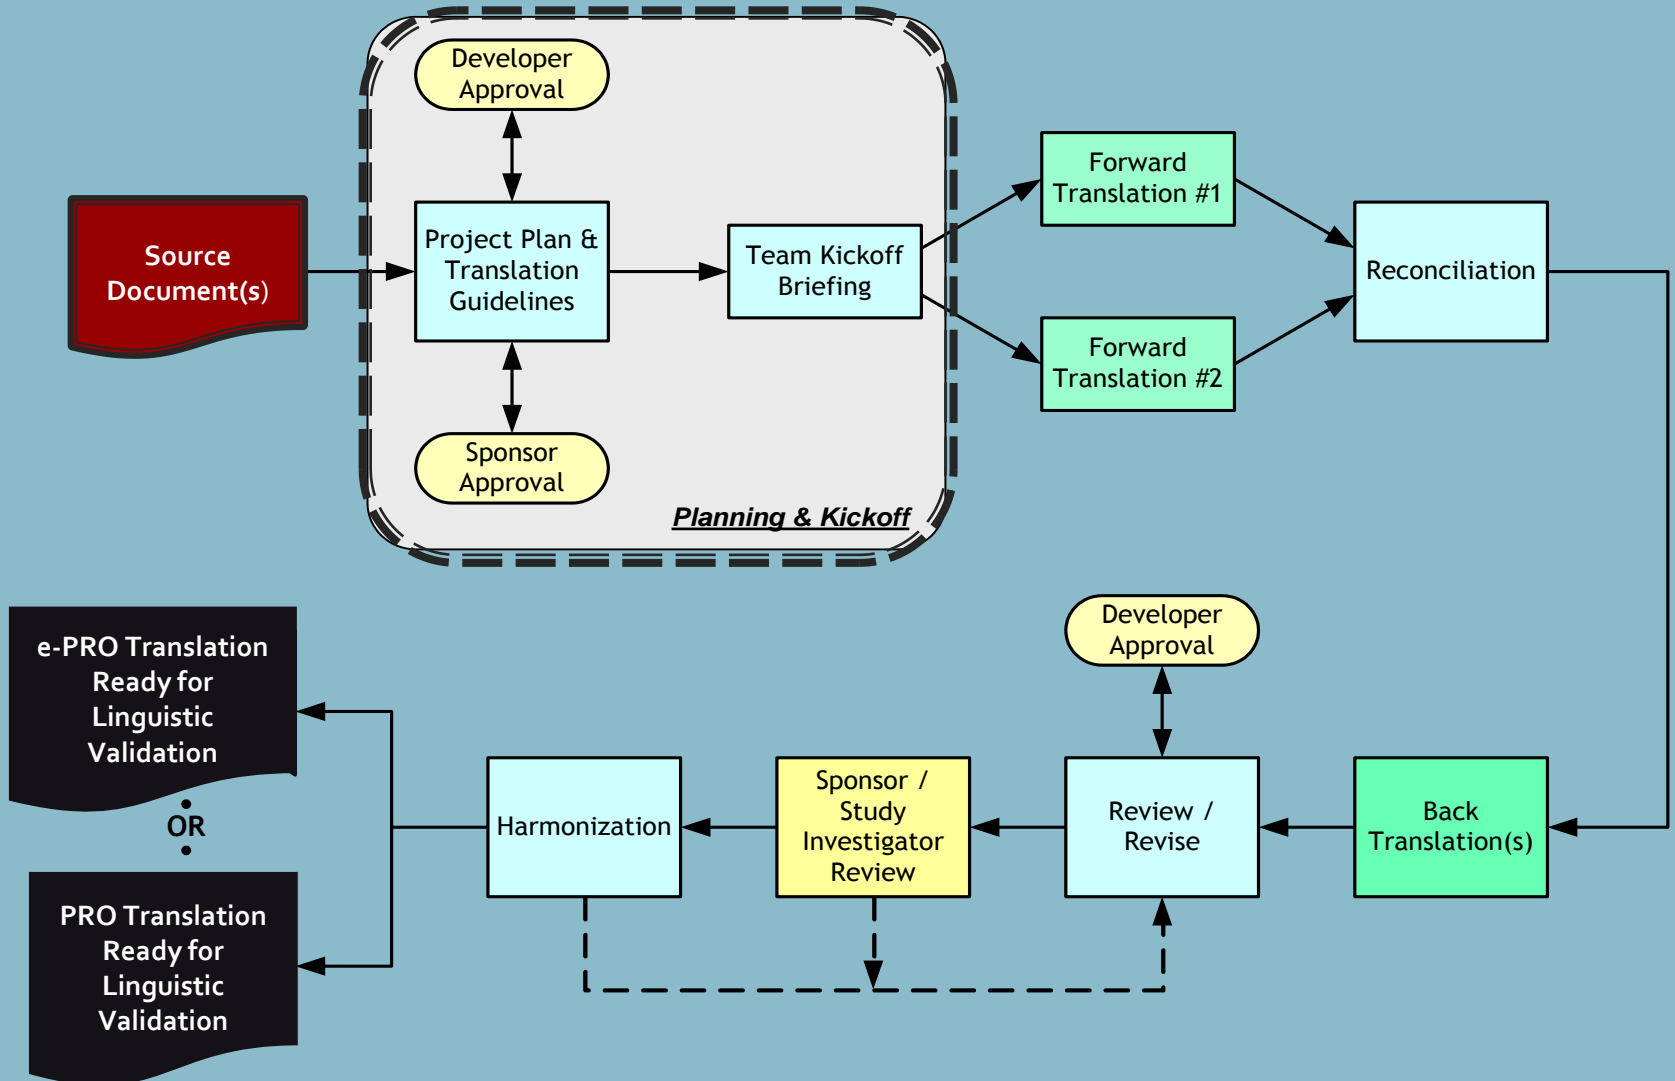 Developer
Approval
Source
Document(s)
Project Plan &
Translation
Guidelines
Team Kickoff
Briefing
Forward
Translation #1
Forward
Translation #2
Reconciliation
Sponsor
Approval
Planning & Kickoff
Developer
Approval
e-PRO Translation
Ready for
Linguistic
Validation
OR
PRO Translation
Ready for
Linguistic
Validation
Harmonization
Sponsor /
Study
Investigator
Review
Review /
Revise
Back
Translation(s)